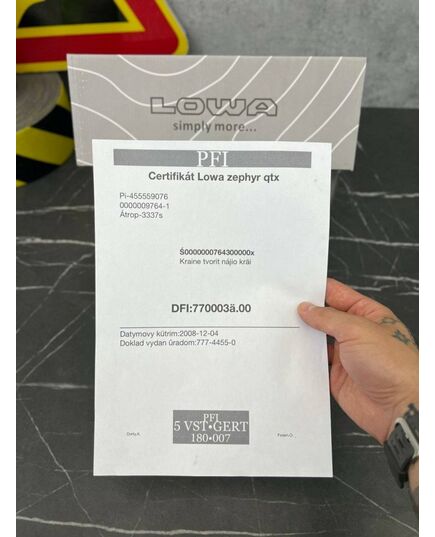 LOWA
simply more...
PFI
Certifikát Lowa zephyr qtx
Pi-455559076
0000009764-1
Átrop-3337s
Š0000000764300000x
Kraine tvorit nájio krái
DFI:770003ä.00
Datymovy kútrim:2008-12-04
Doklad vydan úradom:777-4455-0
PFI
5 VST•GERT
180•007